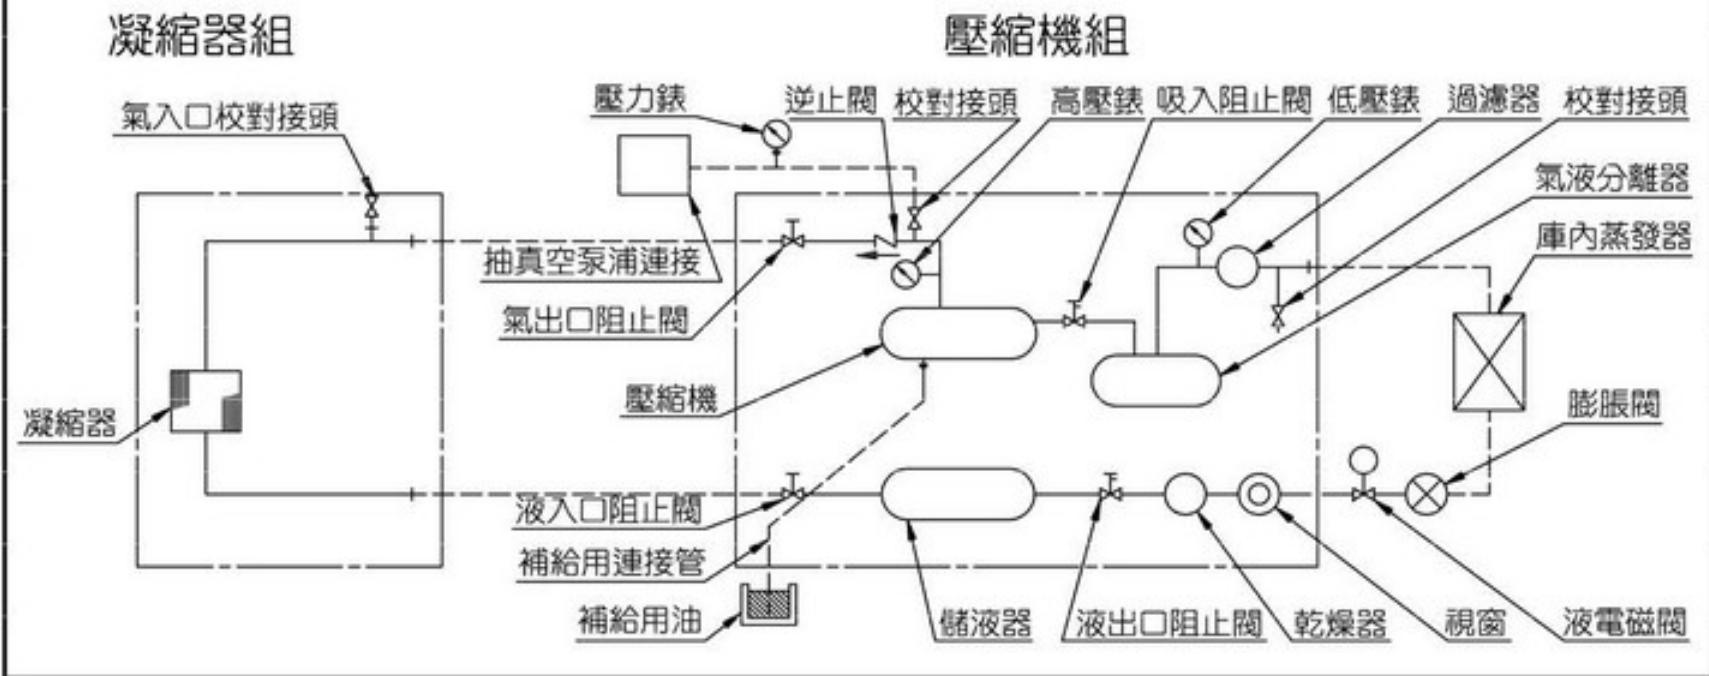 凝縮器組
壓縮機組
氣入口校對接頭
壓力錶
逆止閥
校對接頭
高壓錶
吸入阻止閥
低壓錶
過濾器
校對接頭
氣液分離器
庫內蒸發器
抽真空泵浦連接
氣出口阻止閥
壓縮機
凝縮器
膨脹閥
液入口阻止閥
補給用連接管
補給用油
儲液器
液出口阻止閥
乾燥器
視窗
液電磁閥